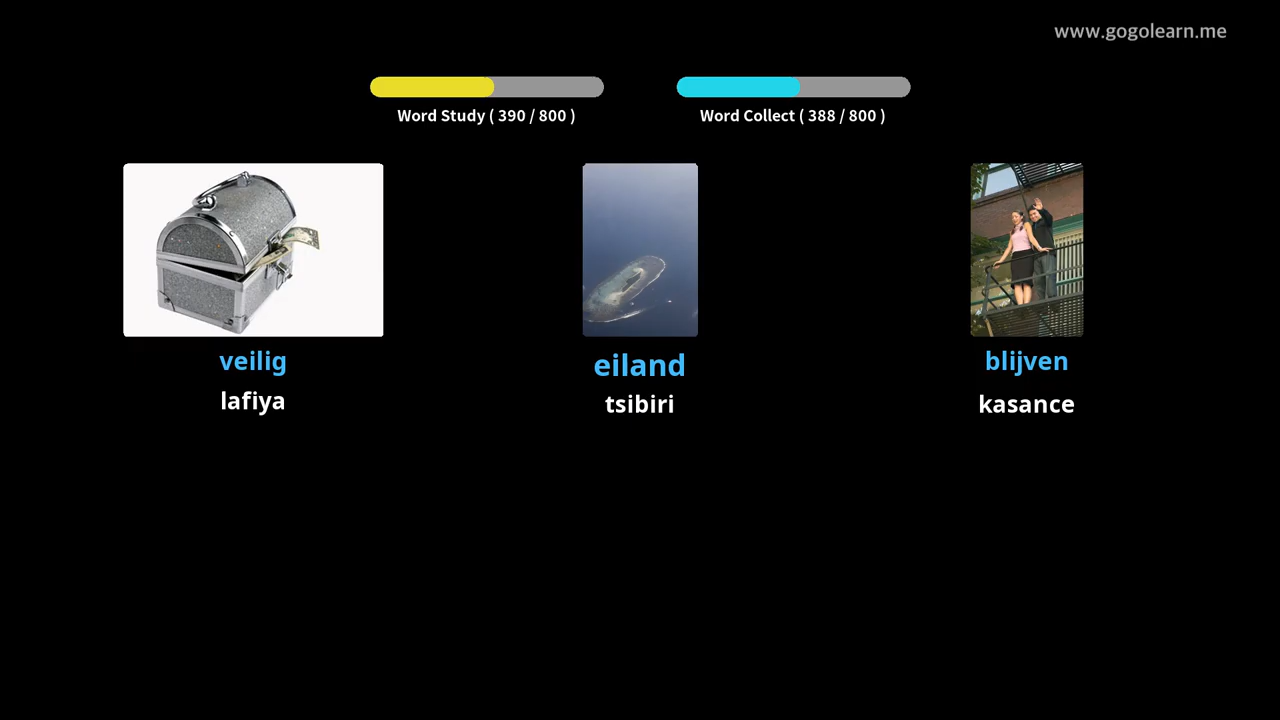 www.gogolearn.me
Word Study ( 390 / 800 )
Word Collect ( 388 / 800 )
veilig
eiland
blijven
lafiya
tsibiri
kasance